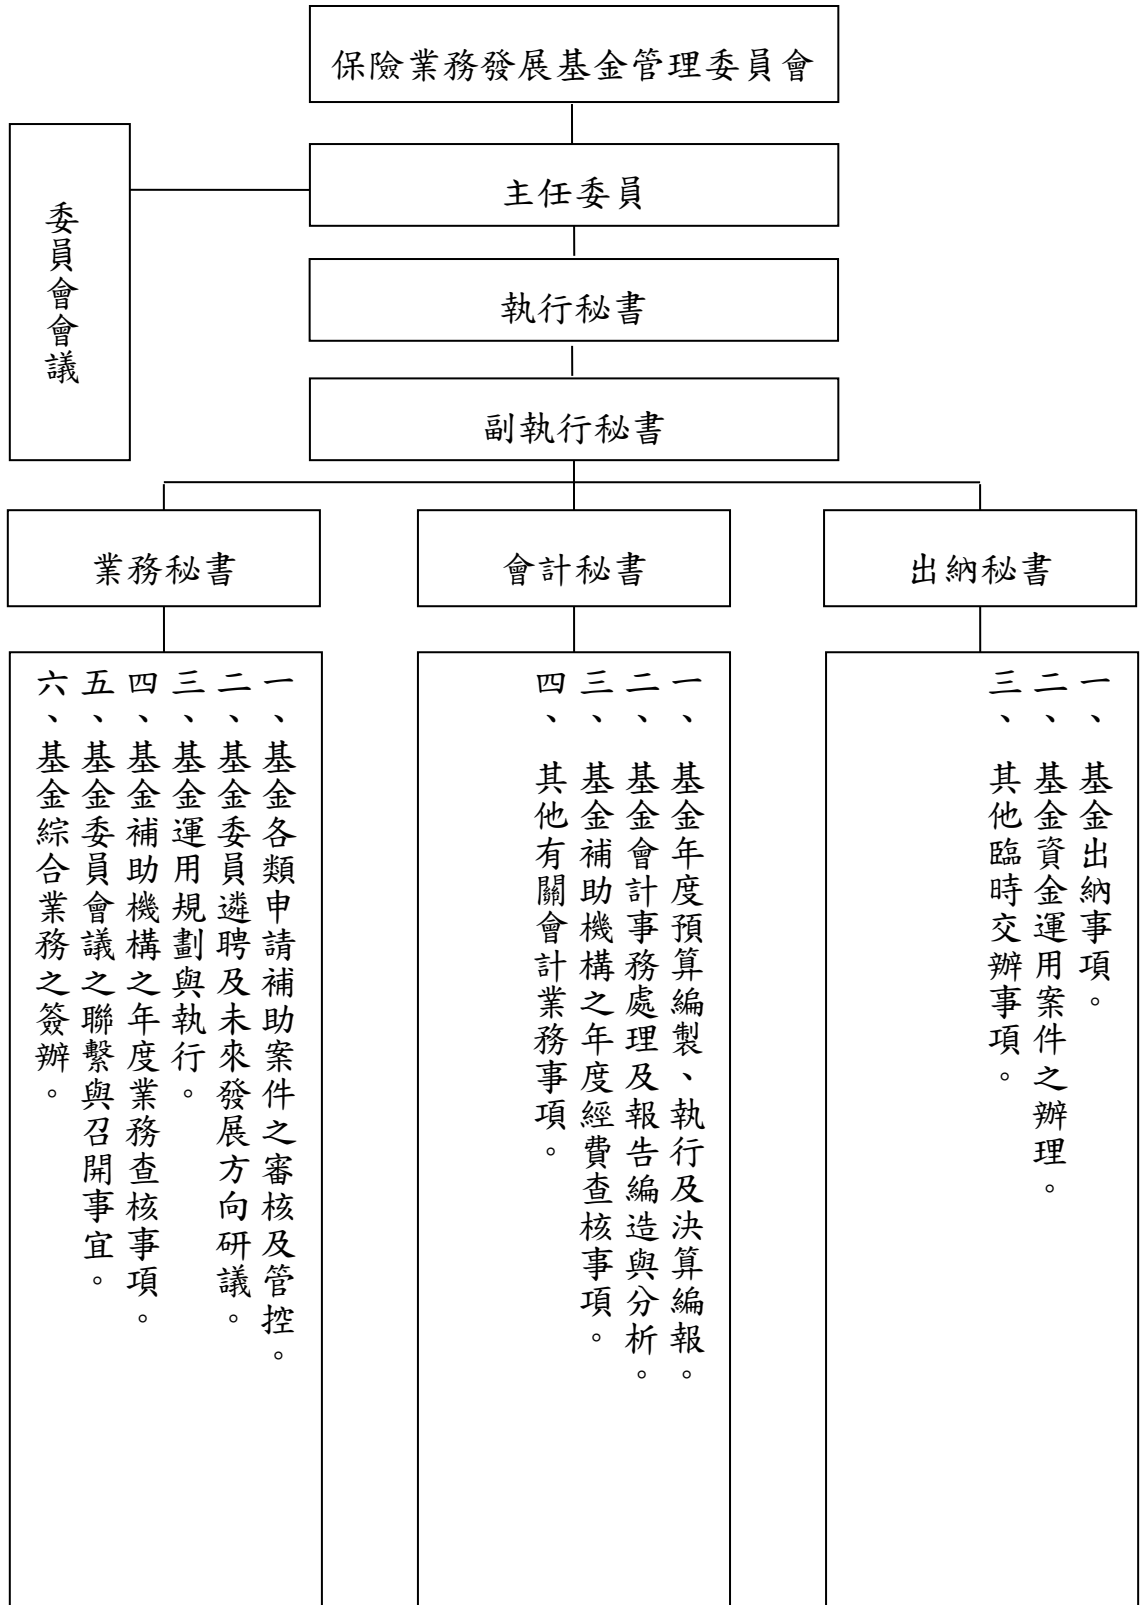 保險業務發展基金管理委員會
主任委員
委員會會議
執行秘書
副執行秘書
業務秘書
會計秘書
出納秘書
一、基金各類申請補助案件之審核及管控。
二、基金委員遴聘及未來發展方向研議。
三、基金運用規劃與執行。
四、基金補助機構之年度業務查核事項。
五、基金委員會議之聯繫與召開事宜。
六、基金綜合業務之簽辦。
一、基金年度預算編製、執行及決算編報。
二、基金會計事務處理及報告編造與分析。
三、基金補助機構之年度經費查核事項。
四、其他有關會計業務事項。
一、基金出納事項。
二、基金資金運用案件之辦理。
三、其他臨時交辦事項。